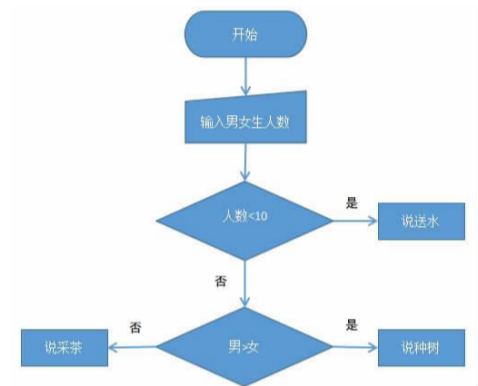 开始
输入男女生人数
人数<10
是
说送水
否
男>女
否
说采茶
是
说种树